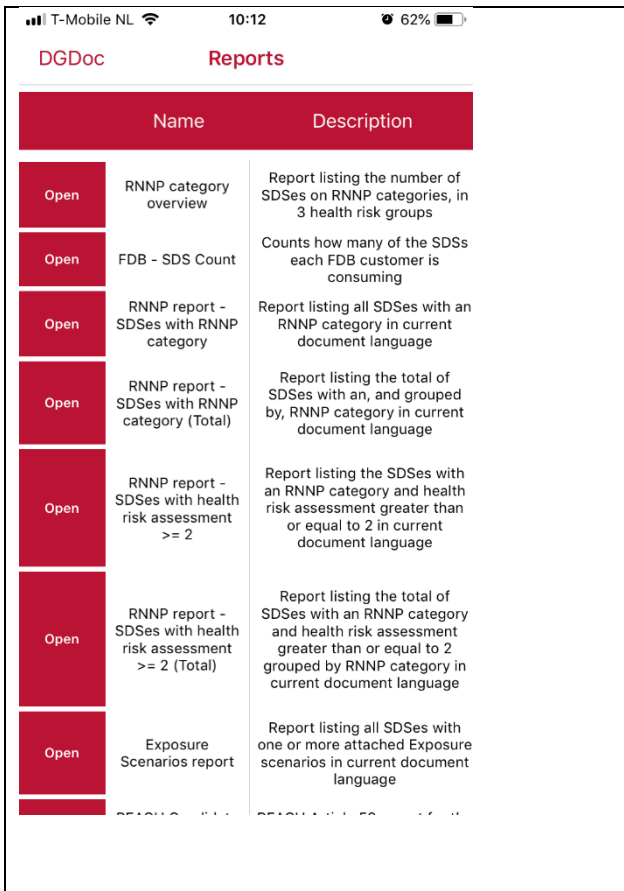 T-Mobile NL 10:12 62%
DGDoc Reports
Name Description
Open
RNNP category
overview
Report listing the number of
SDSes on RNNP categories, in
3 health risk groups
Open
FDB - SDS Count
Counts how many of the SDSs
each FDB customer is
consuming
Open
RNNP report -
SDSes with RNNP
category
Report listing all SDSes with an
RNNP category in current
document language
Open
RNNP report -
SDSes with RNNP
category (Total)
Report listing the total of
SDSes with an, and grouped
by, RNNP category in current
document language
Open
RNNP report -
SDSes with health
risk assessment
>= 2
Report listing the SDSes with
an RNNP category and health
risk assessment greater than
or equal to 2 in current
document language
Open
RNNP report -
SDSes with health
risk assessment
>= 2 (Total)
Report listing the total of
SDSes with an RNNP category
and health risk assessment
greater than or equal to 2
grouped by RNNP category in
current document language
Open
Exposure
Scenarios report
Report listing all SDSes with
one or more attached Exposure
scenarios in current document
language